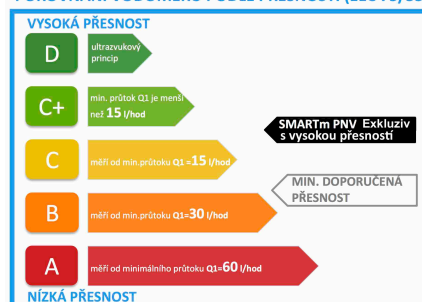 VYSOKÁ PŘESNOST
D
ultrazvukový
princip
C+
min. průtok Q1 je menší
než 15 l/hod
SMARTm PNV Exkluziv
s vysokou přesností
C
měří od min.průtoku Q1 =15 l/hod
MIN. DOPORUČENÁ
PŘESNOST
B
měří od min.průtoku Q1=30 l/hod
A
měří od minimálního průtoku Q1=60 l/hod
NÍZKÁ PŘESNOST